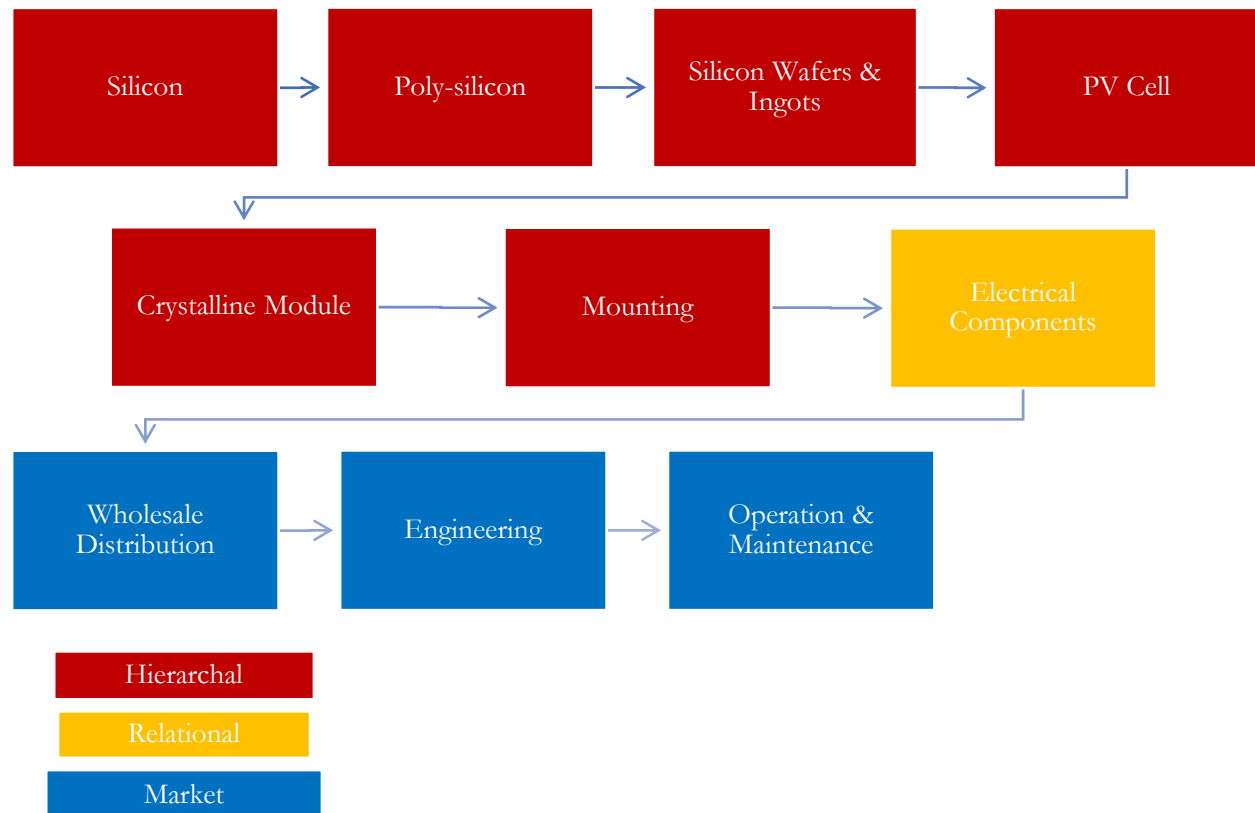 Silicon
Poly-silicon
Silicon Wafers &
Ingots
PV Cell
Crystalline Module
Mounting
Electrical
Components
Wholesale
Distribution
Engineering
Operation &
Maintenance
Hierarchal
Relational
Market